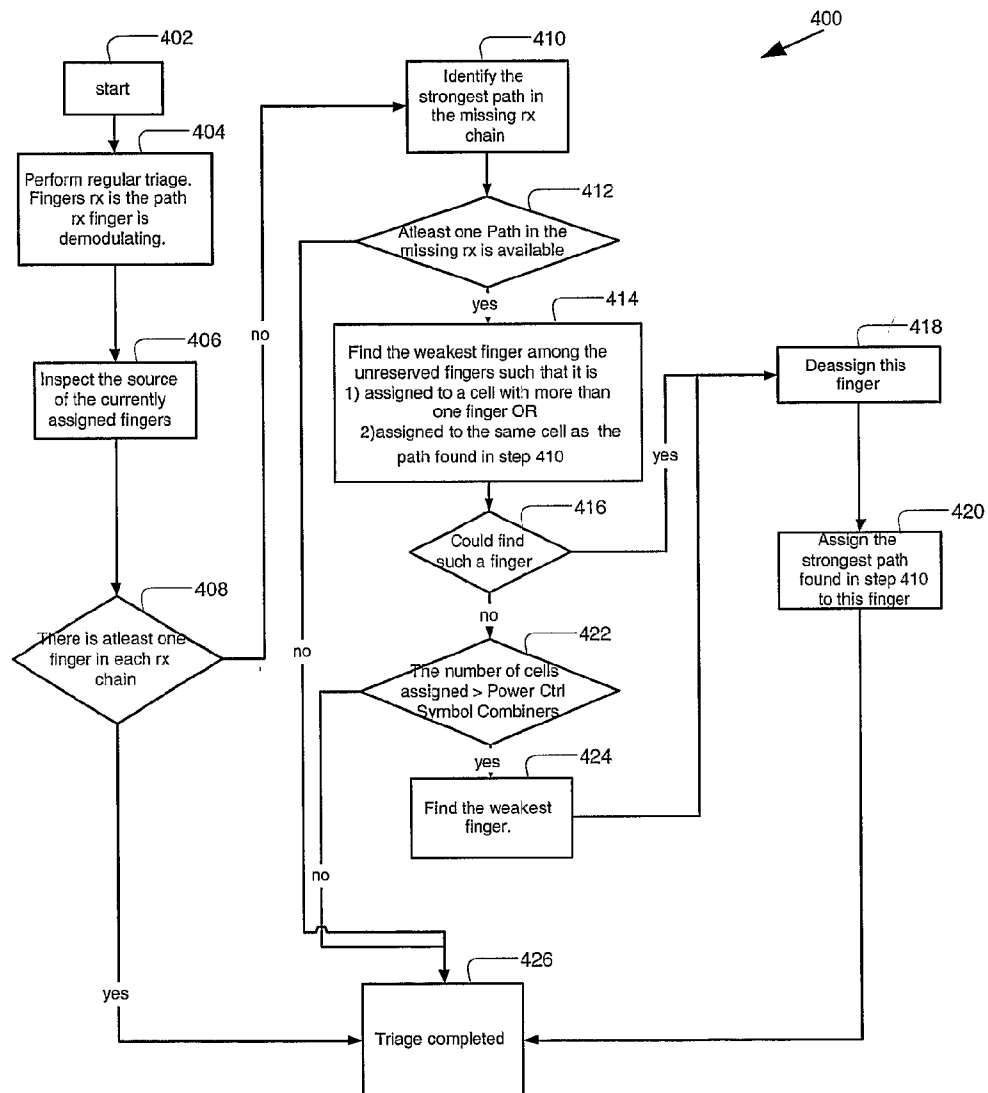 400
402
start
404
Perform regular triage.
Fingers rx is the path
rx finger is
demodulating.
406
Inspect the source
of the currently
assigned fingers
408
There is atleast one
finger in each rx
chain
no
yes
410
Identify the
strongest path in
the missing rx
chain
412
Atleast one Path in the
missing rx is available
yes
no
414
Find the weakest finger among the
unreserved fingers such that it is
1) assigned to a cell with more than
one finger OR
2)assigned to the same cell as the
path found in step 410
416
Could find
such a finger
yes
no
422
The number of cells
assigned > Power Ctrl
Symbol Combiners
yes
no
424
Find the weakest
finger.
418
Deassign this
finger
420
Assign the
strongest path
found in step 410
to this finger
426
Triage completed